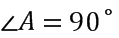 ∠A = 90°